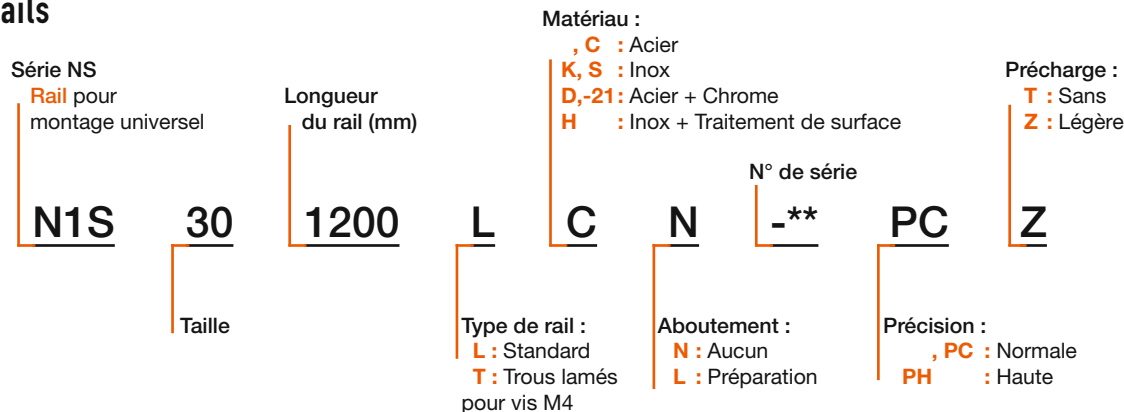 ails
Matériau :
, C : Acier
K, S : Inox
D,-21 : Acier + Chrome
H : Inox + Traitement de surface
Série NS
Rail pour
montage universel
Longueur
du rail (mm)
Précharge :
T : Sans
Z : Légère
N° de série
N1S 30 1200 L C N -** PC Z
Taille
Type de rail :
L : Standard
T : Trous lamés
pour vis M4
Aboutement :
N : Aucun
L : Préparation
Précision :
, PC : Normale
PH : Haute